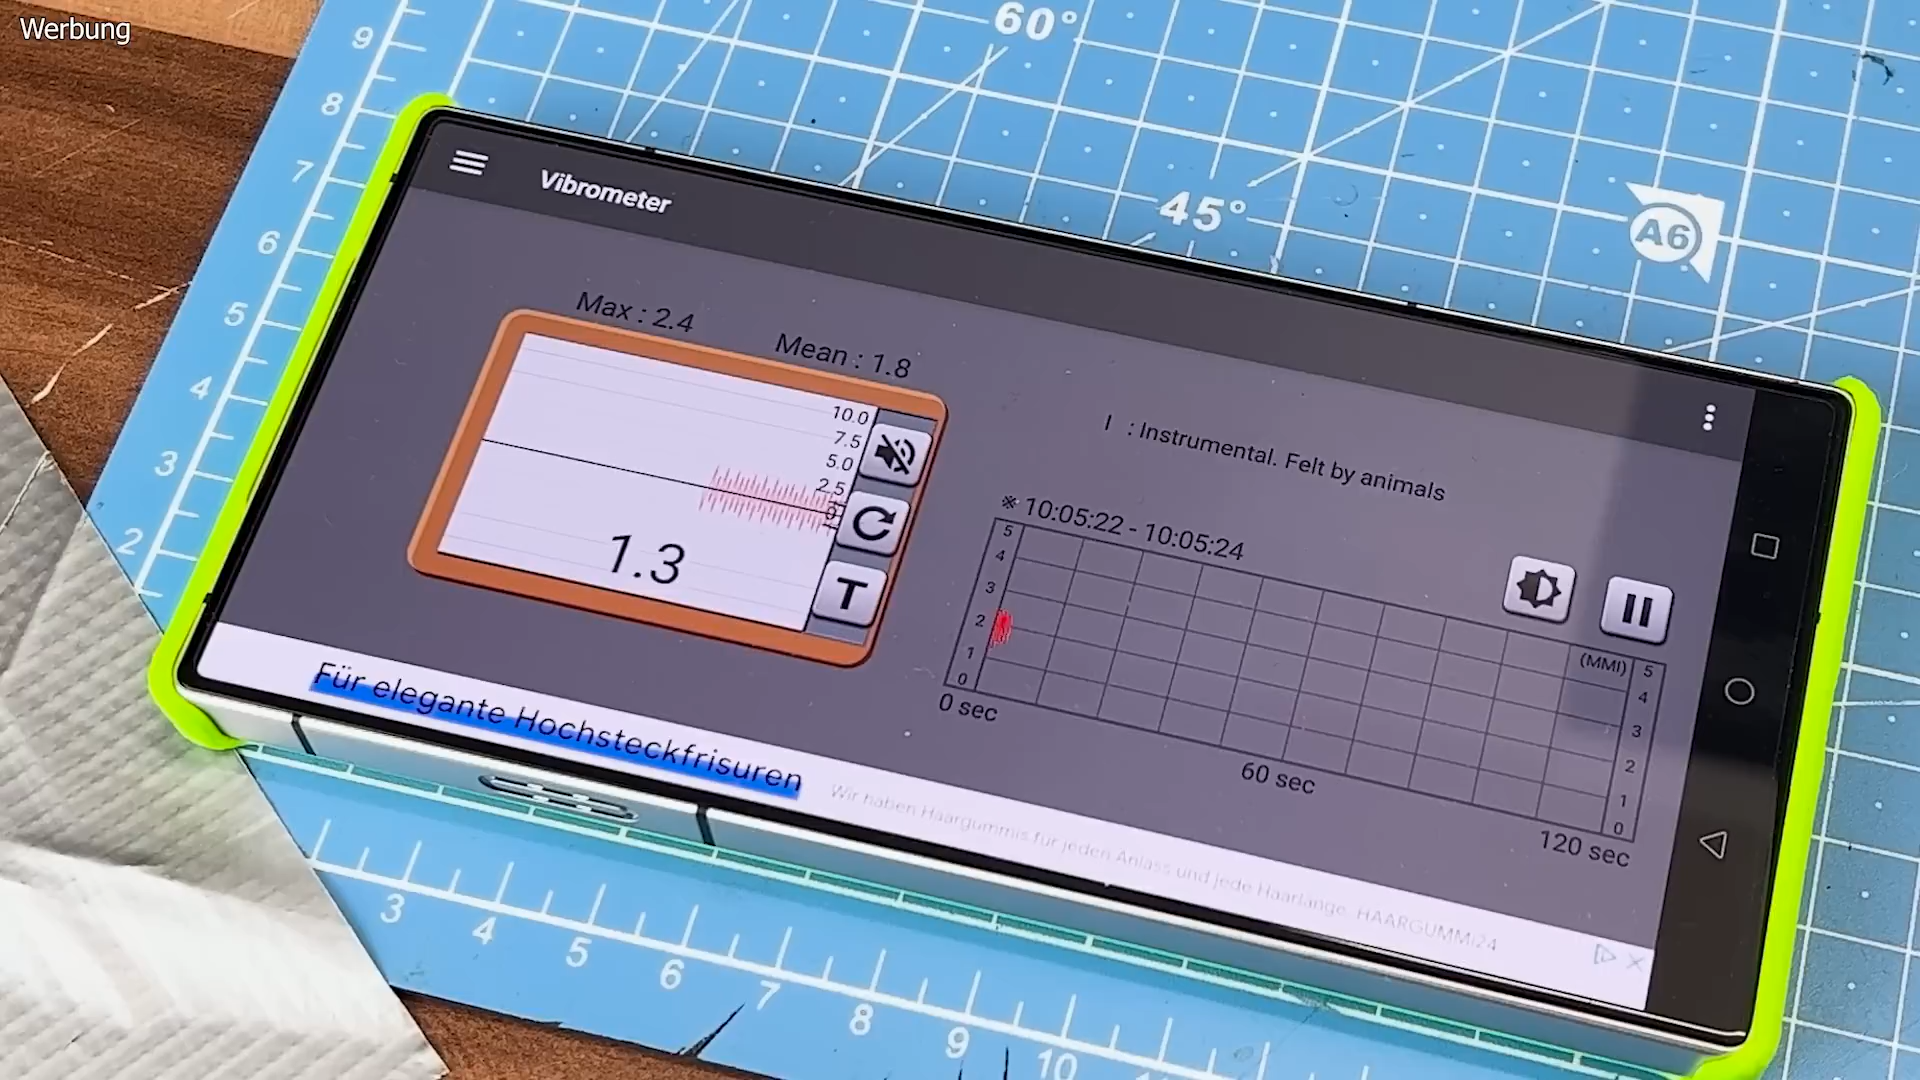 Werbung
60°
9
8
7
6
5
4
3
2
45°
A6
Vibrometer
Max : 2.4
Mean : 1.8
10.0
7.5
5.0
2.5
T
1.3
I : Instrumental. Felt by animals
※ 10:05:22 - 10:05:24
5
4
3
2
1
0
(MMI)
5
4
3
2
1
0
0 sec
60 sec
120 sec
Für elegante Hochsteckfrisuren
Wir haben Haargummis für jeden Anlass und jede Haarlänge. HAARGUMMI24
3
4
5
6
7
8
9
10